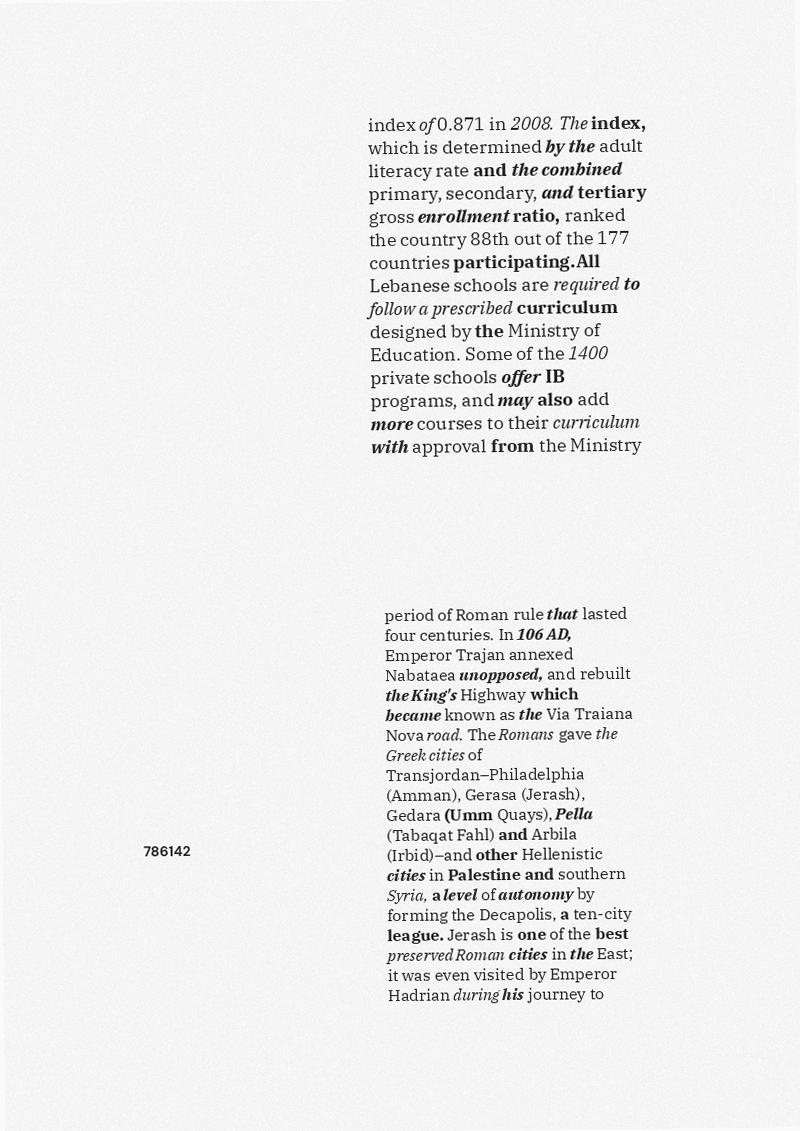 index of 0.871 in 2008. The index,
which is determined by the adult
literacy rate and the combined
primary, secondary, and tertiary
gross enrollment ratio, ranked
the country 88th out of the 177
countries participating. All
Lebanese schools are required to
follow a prescribed curriculum
designed by the Ministry of
Education. Some of the 1400
private schools offer IB
programs, and may also add
more courses to their curriculum
with approval from the Ministry
period of Roman rule that lasted
four centuries. In 106 AD,
Emperor Trajan annexed
Nabataea unopposed, and rebuilt
the King's Highway which
became known as the Via Traiana
Nova road. The Romans gave the
Greek cities of
Transjordan–Philadelphia
(Amman), Gerasa (Jerash),
Gedara (Umm Quays), Pella
(Tabaqat Fahl) and Arbila
(Irbid)–and other Hellenistic
cities in Palestine and southern
Syria, a level of autonomy by
forming the Decapolis, a ten-city
league. Jerash is one of the best
preserved Roman cities in the East;
it was even visited by Emperor
Hadrian during his journey to
786142